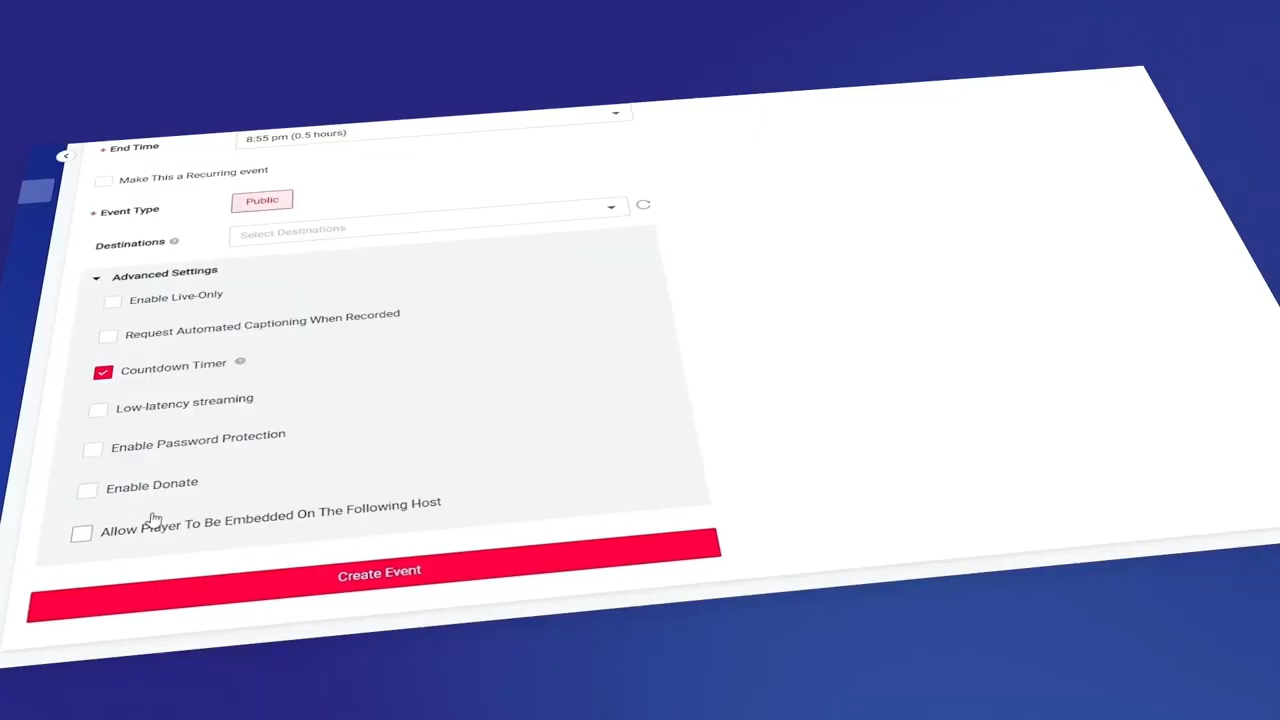 * End Time
8:55 pm (0.5 hours)
Make This a Recurring event
* Event Type
Public
Destinations
Select Destinations
Advanced Settings
Enable Live-Only
Request Automated Captioning When Recorded
Countdown Timer
Low-latency streaming
Enable Password Protection
Enable Donate
Allow Player To Be Embedded On The Following Host
Create Event